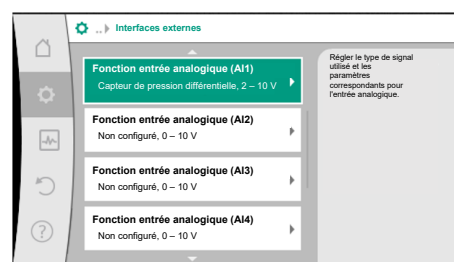 ..
Interfaces externes
Fonction entrée analogique (AI1)
Capteur de pression différentielle, 2 – 10 V
Fonction entrée analogique (AI2)
Non configuré, 0 – 10 V
Fonction entrée analogique (AI3)
Non configuré, 0 – 10 V
Fonction entrée analogique (AI4)
Non configuré, 0 – 10 V
Régler le type de signal
utilisé et les
paramètres
correspondants pour
l'entrée analogique.
?